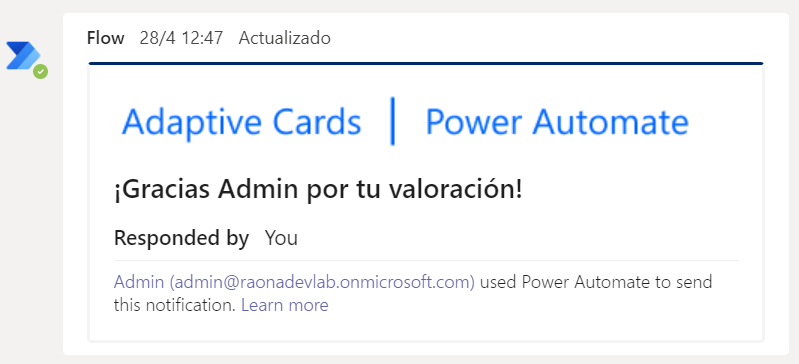 Flow 28/4 12:47 Actualizado
Adaptive Cards | Power Automate
¡Gracias Admin por tu valoración!
Responded by You
Admin (admin@raonadevlab.onmicrosoft.com) used Power Automate to send
this notification. Learn more